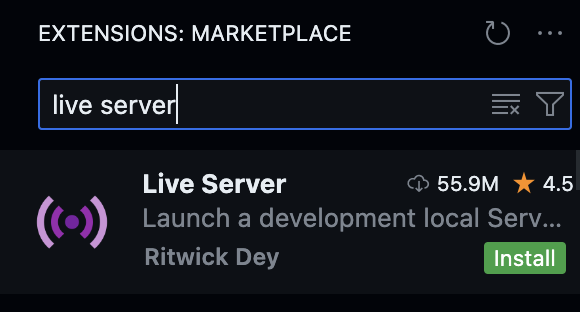 EXTENSIONS: MARKETPLACE
live server
Live Server 55.9M 4.5
Launch a development local Serv...
Ritwick Dey Install